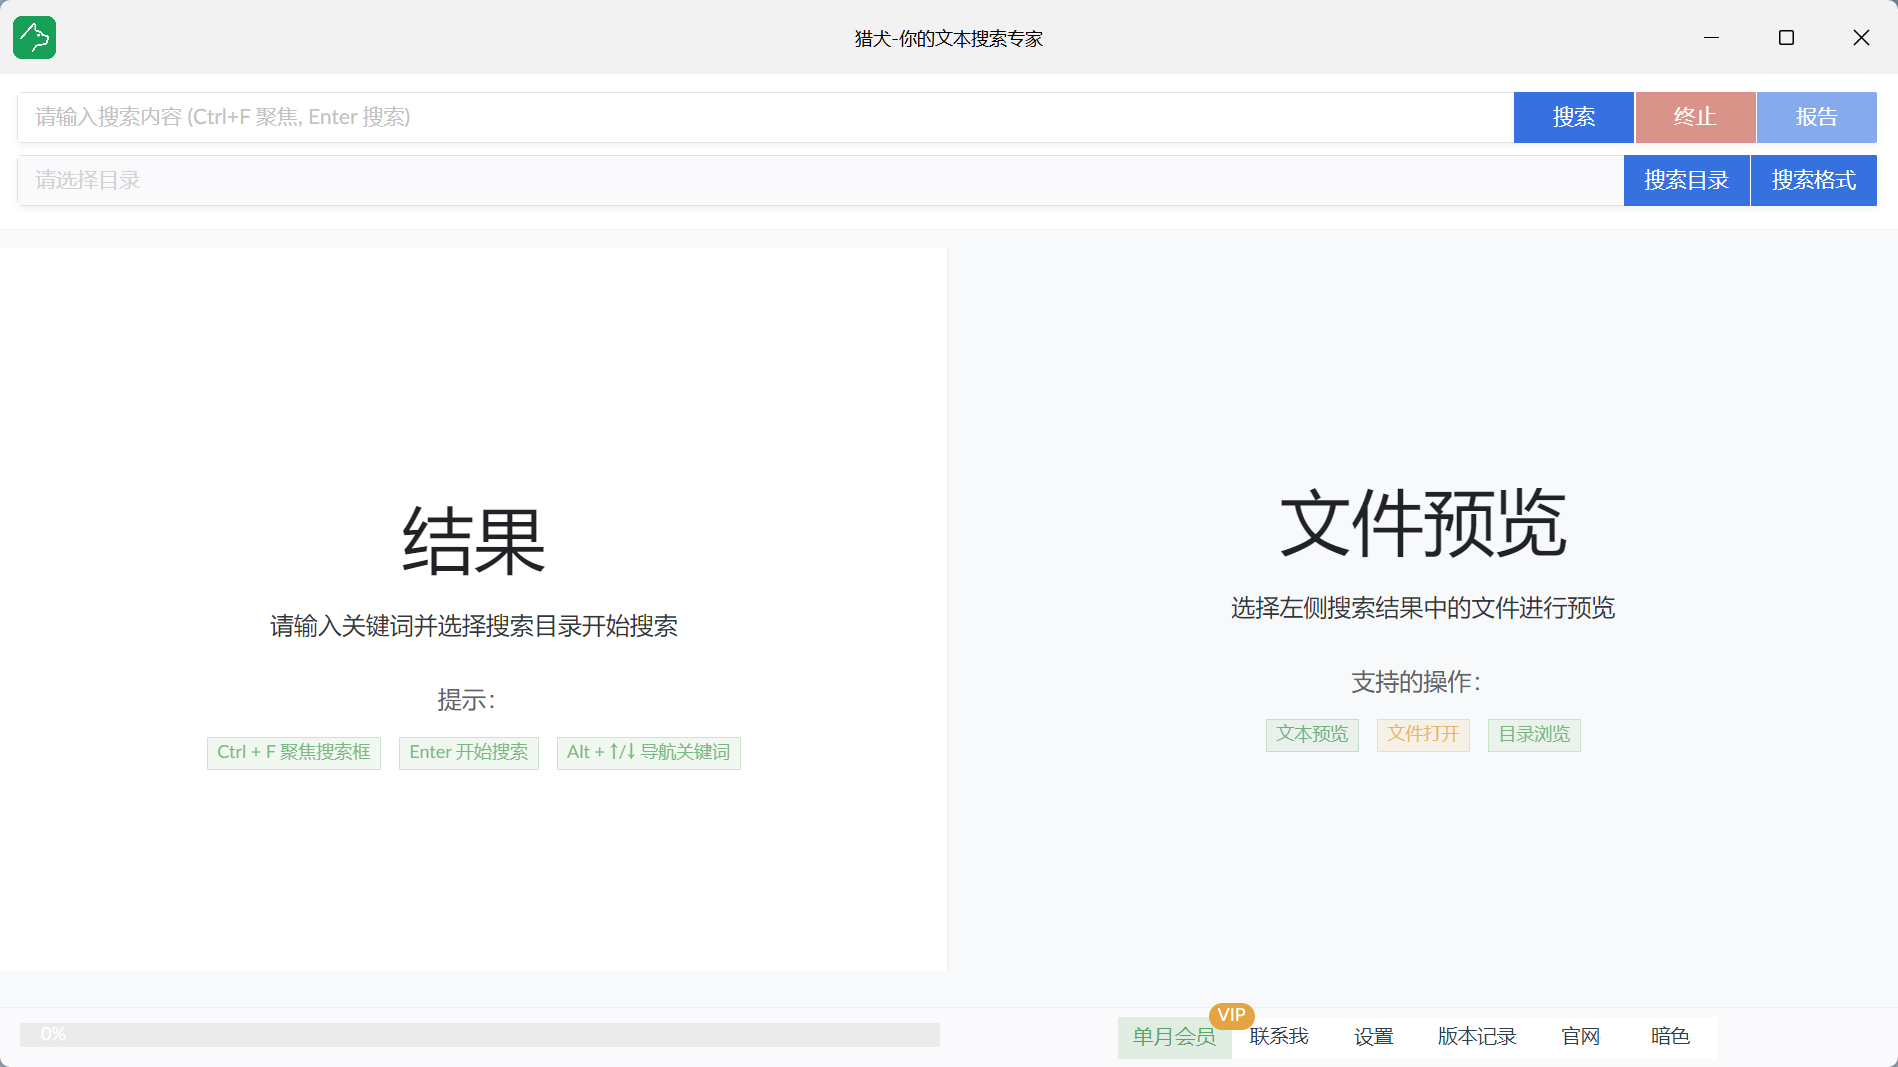 猎犬-你的文本搜索专家
请输入搜索内容 (Ctrl+F 聚焦, Enter 搜索)
搜索
终止
报告
请选择目录
搜索目录
搜索格式
结果
请输入关键词并选择搜索目录开始搜索
提示：
Ctrl + F 聚焦搜索框
Enter 开始搜索
Alt + ↑/↓ 导航关键词
文件预览
选择左侧搜索结果中的文件进行预览
支持的操作：
文本预览
文件打开
目录浏览
0%
单月会员
VIP
联系我
设置
版本记录
官网
暗色